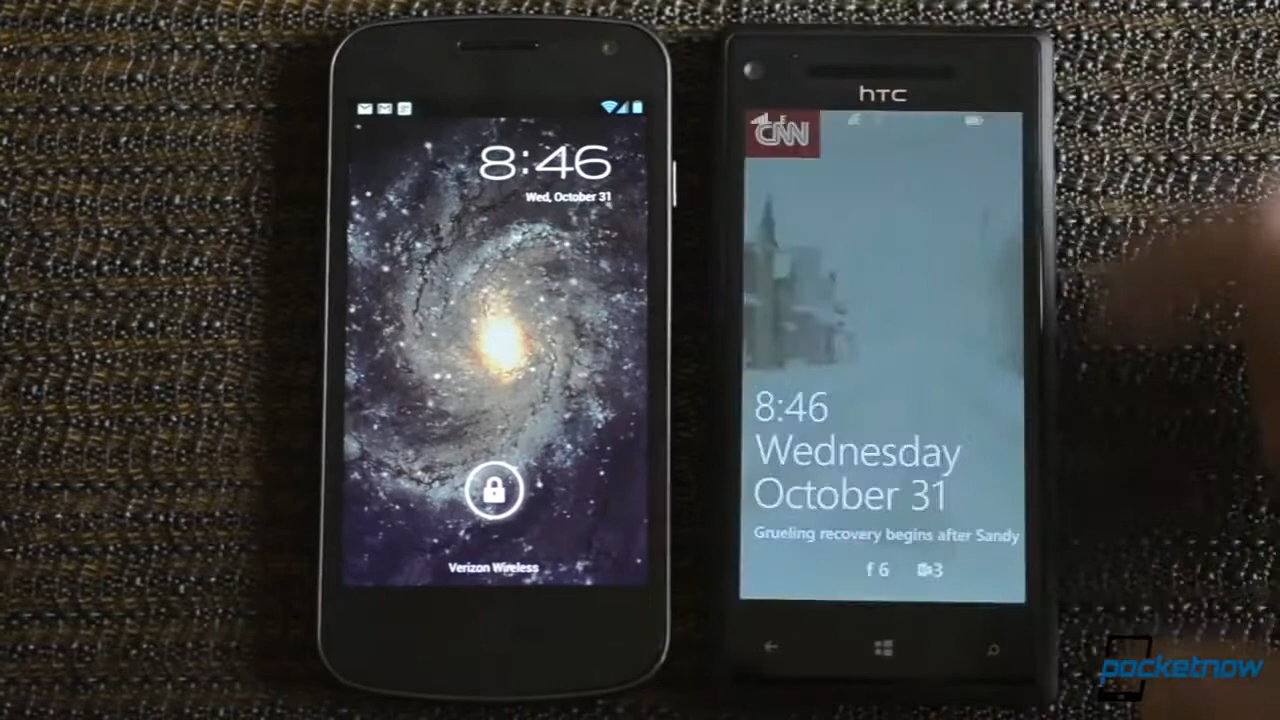 8:46
Wed, October 31
Verizon Wireless
hTC
CNN
8:46
Wednesday
October 31
Grueling recovery begins after Sandy
f 6
3
pocketnow